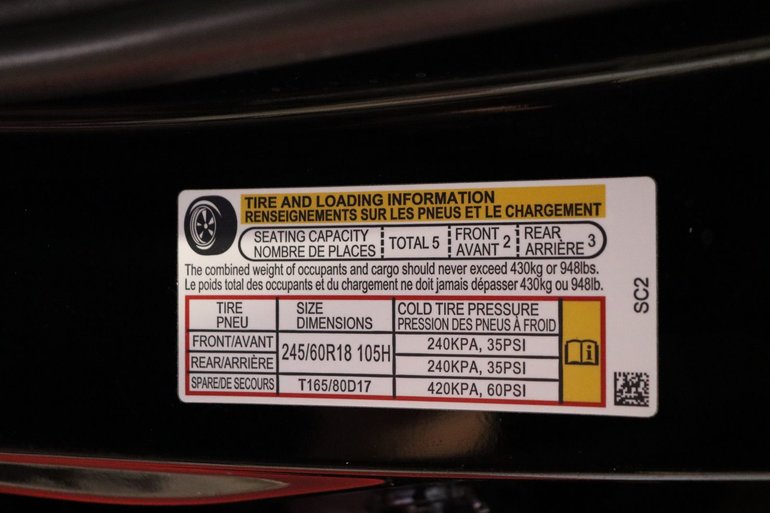 TIRE AND LOADING INFORMATION
RENSEIGNEMENTS SUR LES PNEUS ET LE CHARGEMENT
SEATING CAPACITY
NOMBRE DE PLACES
TOTAL 5
FRONT
AVANT 2
REAR
ARRIÈRE 3
The combined weight of occupants and cargo should never exceed 430kg or 948lbs.
Le poids total des occupants et du chargement ne doit jamais dépasser 430kg ou 948lb.
TIRE
PNEU
SIZE
DIMENSIONS
COLD TIRE PRESSURE
PRESSION DES PNEUS À FROID
FRONT/AVANT
245/60R18 105H
240KPA, 35PSI
REAR/ARRIÈRE
240KPA, 35PSI
SPARE/DE SECOURS
T165/80D17
420KPA, 60PSI
SC2